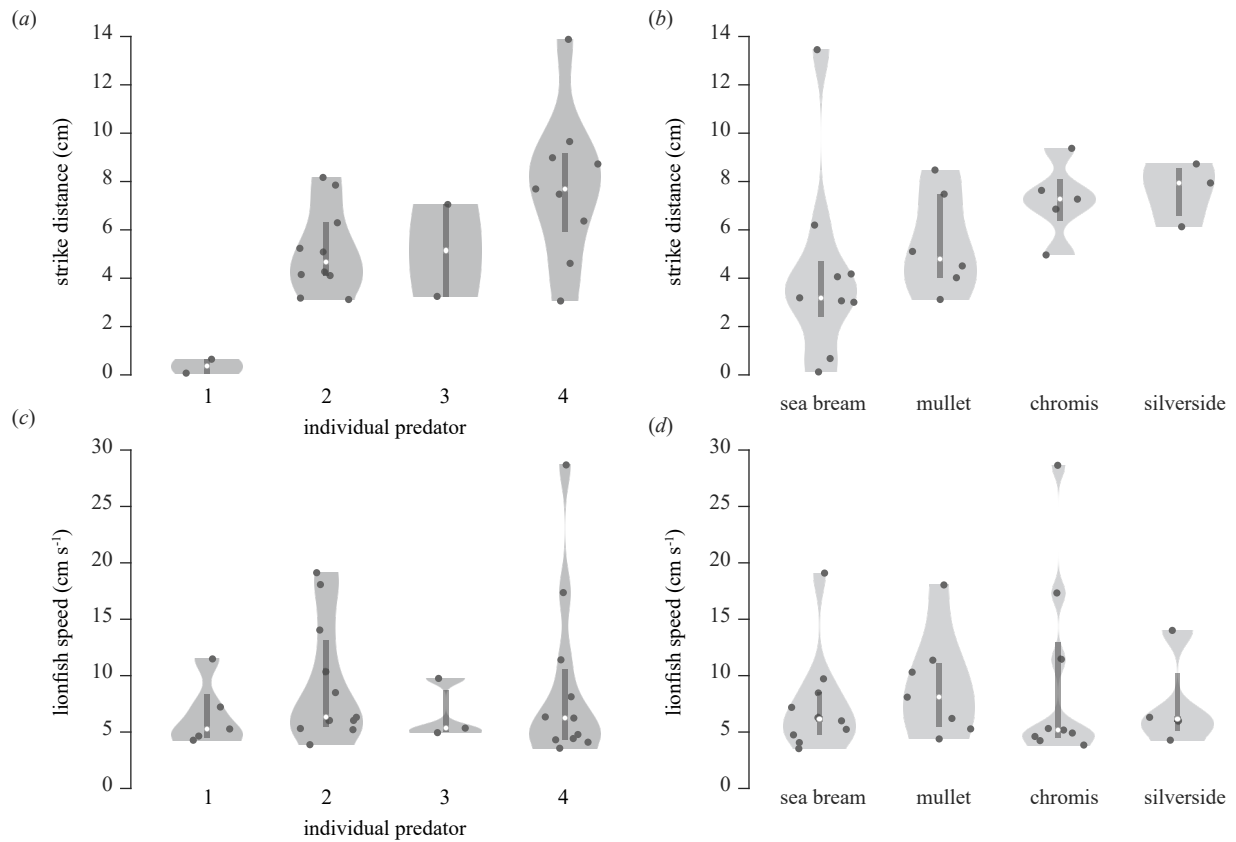 (a)
strike distance (cm)
14
12
10
8
6
4
2
0
1 2 3 4
individual predator
(b)
strike distance (cm)
14
12
10
8
6
4
2
0
sea bream mullet chromis silverside
(c)
lionfish speed (cm s-1)
30
25
20
15
10
5
0
1 2 3 4
individual predator
(d)
lionfish speed (cm s-1)
30
25
20
15
10
5
0
sea bream mullet chromis silverside